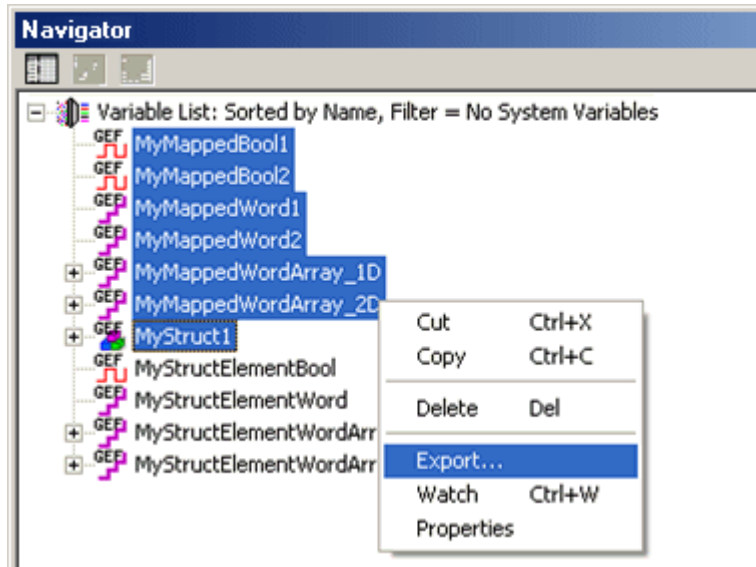 Navigator
Variable List: Sorted by Name, Filter = No System Variables
GEF MyMappedBool1
GEF MyMappedBool2
GEF MyMappedWord1
GEF MyMappedWord2
GEF MyMappedWordArray_1D
GEF MyMappedWordArray_2D
GEF MyStruct1
GEF MyStructElementBool
GEF MyStructElementWord
GEF MyStructElementWordArr
GEF MyStructElementWordArr
Cut Ctrl+X
Copy Ctrl+C
Delete Del
Export...
Watch Ctrl+W
Properties